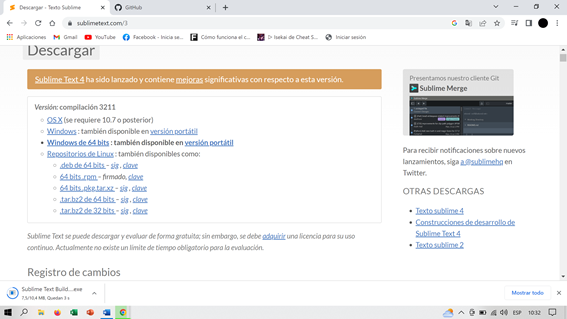 Descargar - Texto Sublime
GitHub
sublimetext.com/3
Aplicaciones
Gmail
YouTube
Facebook - Inicia se...
Cómo funciona el c...
▷ Isekai de Cheat S...
Iniciar sesión
Descargar
Sublime Text 4 ha sido lanzado y contiene mejoras significativas con respecto a esta versión.
Versión: compilación 3211
OS X (se requiere 10.7 o posterior)
Windows : también disponible en versión portátil
Windows de 64 bits : también disponible en versión portátil
Repositorios de Linux : también disponibles como:
.deb de 64 bits – sig , clave
64 bits .rpm – firmado, clave
64 bits .pkg.tar.xz – sig , clave
.tar.bz2 de 64 bits – sig , clave
.tar.bz2 de 32 bits – sig , clave
Sublime Text se puede descargar y evaluar de forma gratuita; sin embargo, se debe adquirir una licencia para su uso
continuo. Actualmente no existe un límite de tiempo obligatorio para la evaluación.
Registro de cambios
Presentamos nuestro cliente Git
Sublime Merge
Para recibir notificaciones sobre nuevos
lanzamientos, siga a @sublimehq en
Twitter.
OTRAS DESCARGAS
Texto sublime 4
Construcciones de desarrollo de
Sublime Text 4
Texto sublime 2
Sublime Text Build....exe
7,5/10,4 MB, Quedan 3 s
Mostrar todo
ESP
10:32